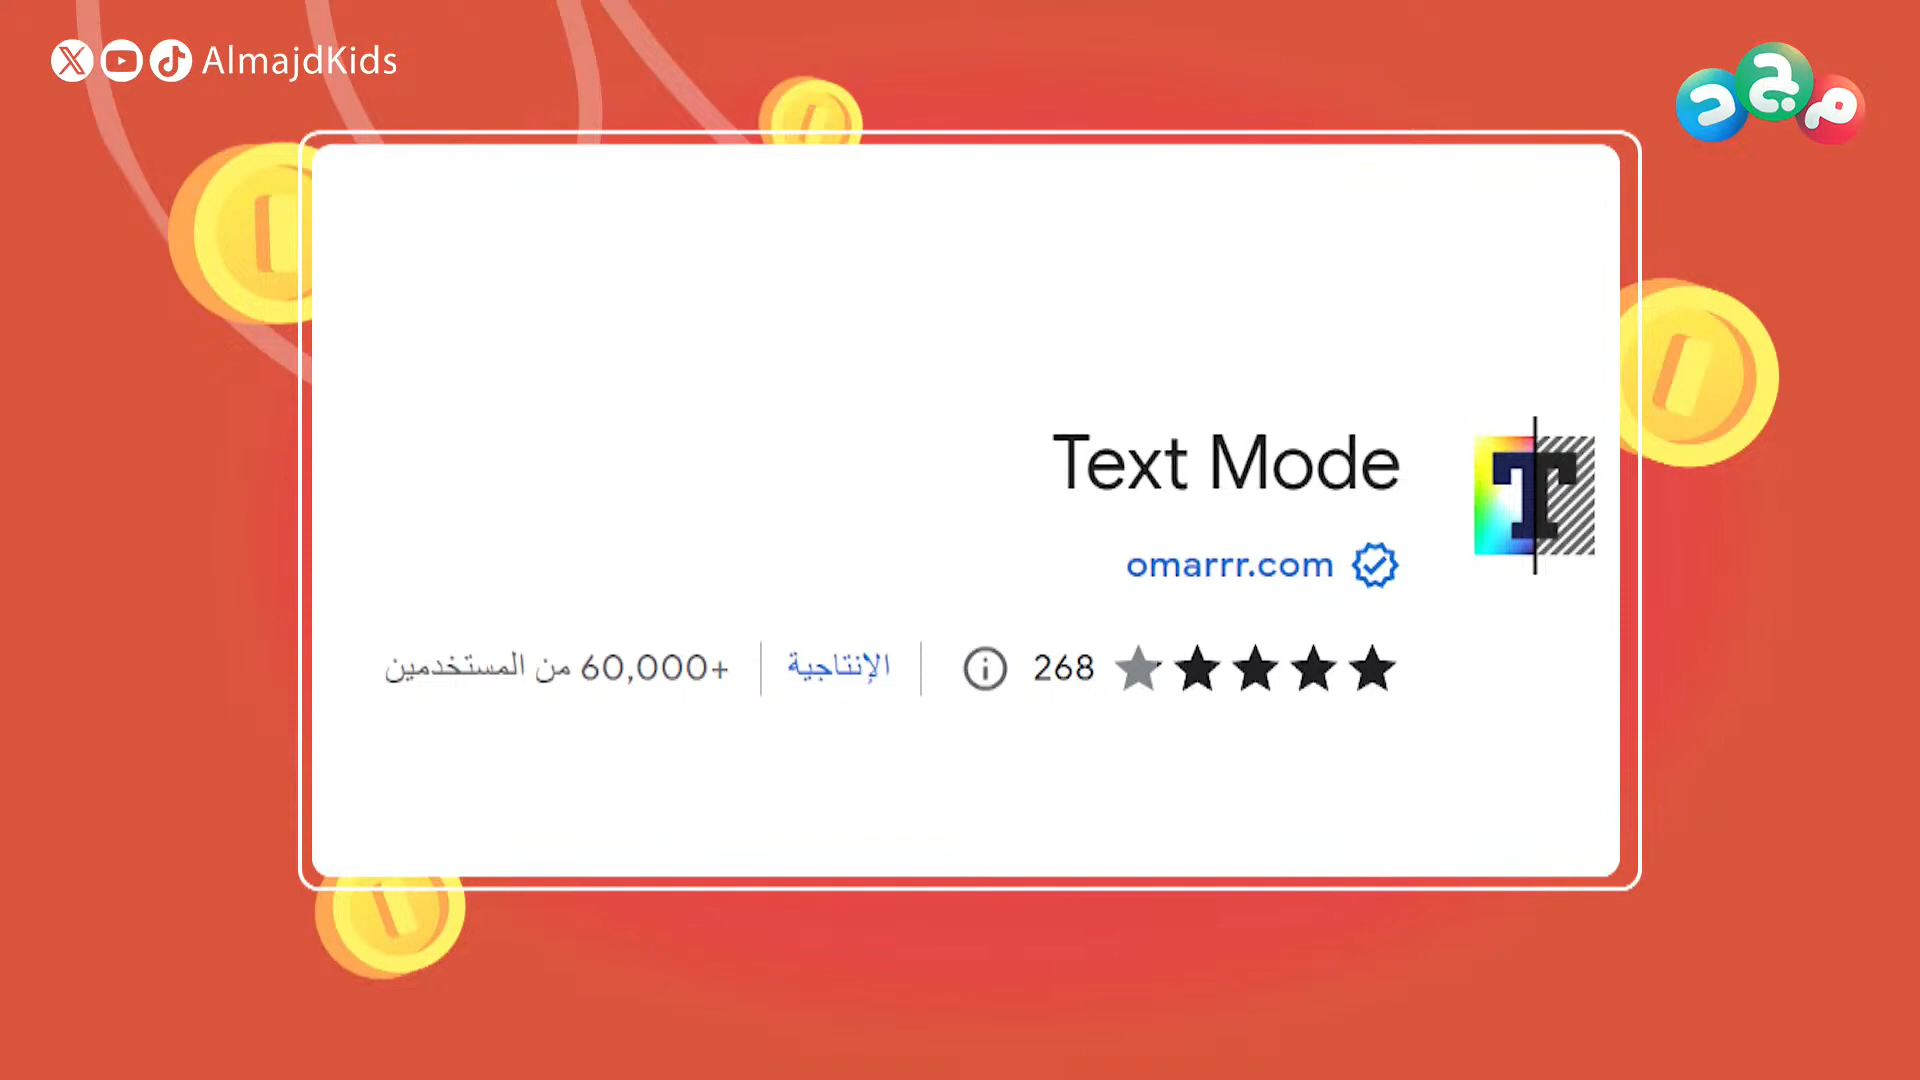 AlmajdKids
مجد
Text Mode
omarrr.com
268 | الإنتاجية | 60,000+ من المستخدمين